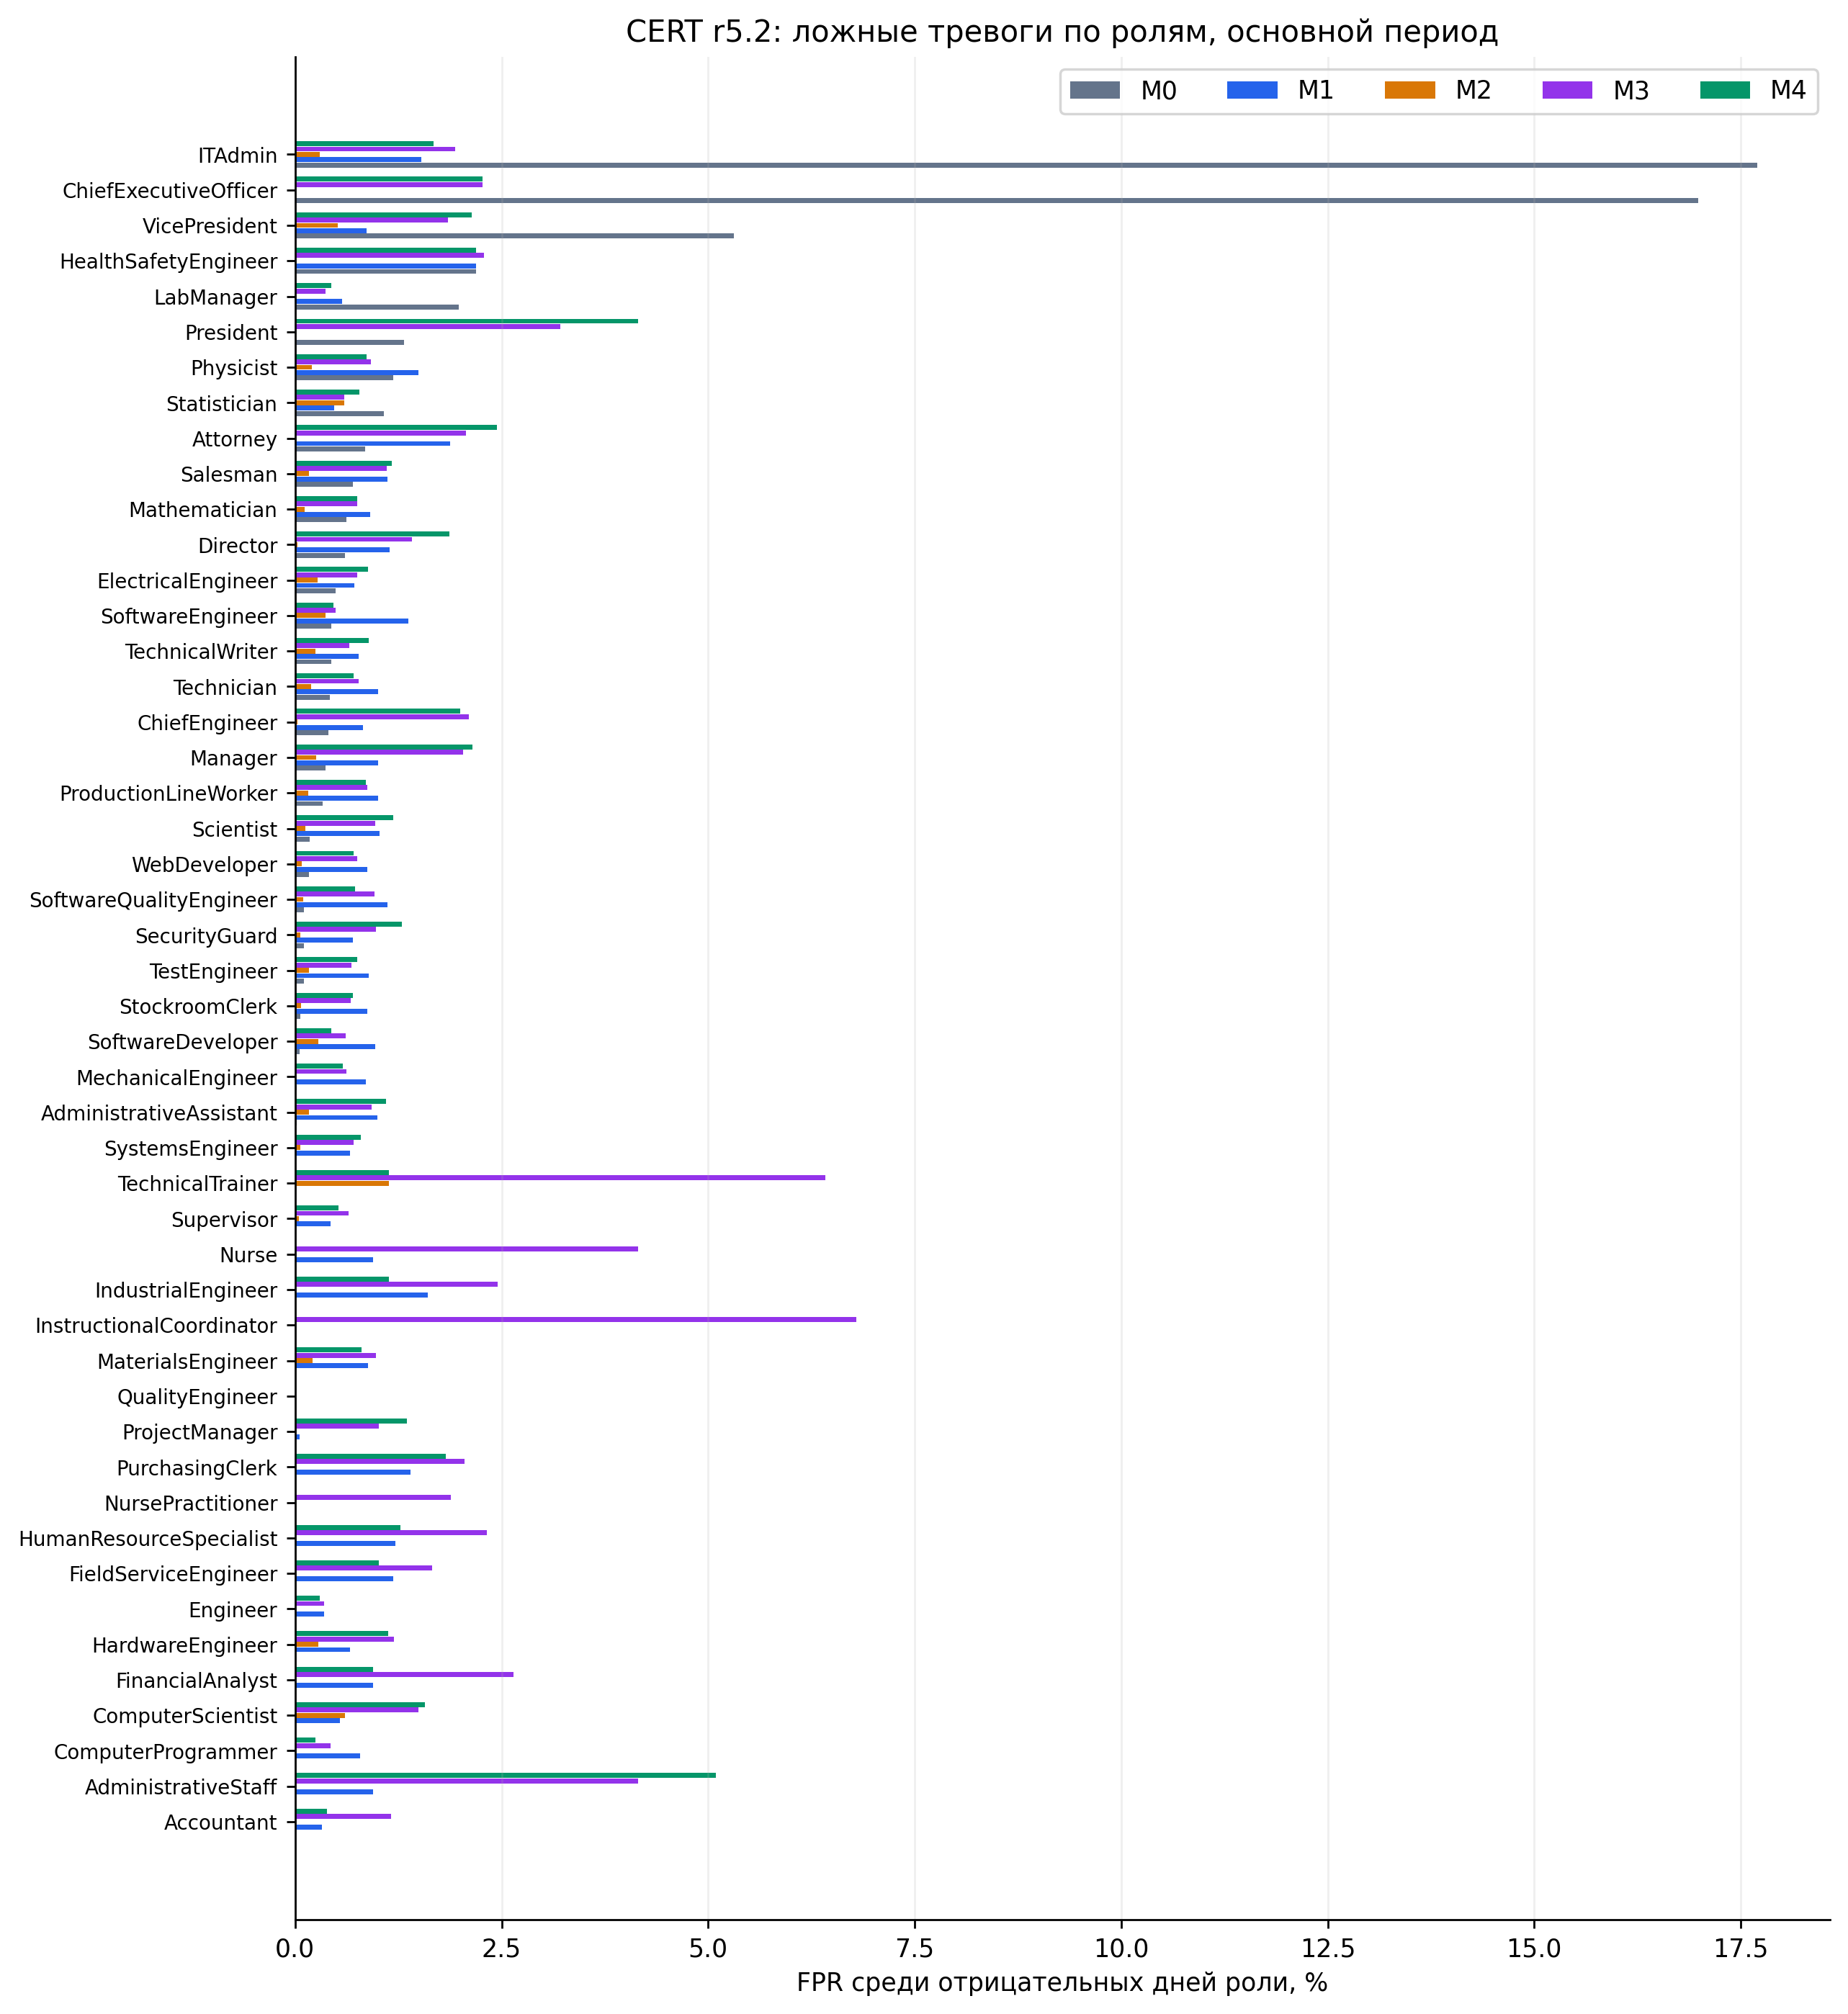 CERT r5.2: ложные тревоги по ролям, основной период
M0 M1 M2 M3 M4
ITAdmin
ChiefExecutiveOfficer
VicePresident
HealthSafetyEngineer
LabManager
President
Physicist
Statistician
Attorney
Salesman
Mathematician
Director
ElectricalEngineer
SoftwareEngineer
TechnicalWriter
Technician
ChiefEngineer
Manager
ProductionLineWorker
Scientist
WebDeveloper
SoftwareQualityEngineer
SecurityGuard
TestEngineer
StockroomClerk
SoftwareDeveloper
MechanicalEngineer
AdministrativeAssistant
SystemsEngineer
TechnicalTrainer
Supervisor
Nurse
IndustrialEngineer
InstructionalCoordinator
MaterialsEngineer
QualityEngineer
ProjectManager
PurchasingClerk
NursePractitioner
HumanResourceSpecialist
FieldServiceEngineer
Engineer
HardwareEngineer
FinancialAnalyst
ComputerScientist
ComputerProgrammer
AdministrativeStaff
Accountant
0.0 2.5 5.0 7.5 10.0 12.5 15.0 17.5
FPR среди отрицательных дней роли, %